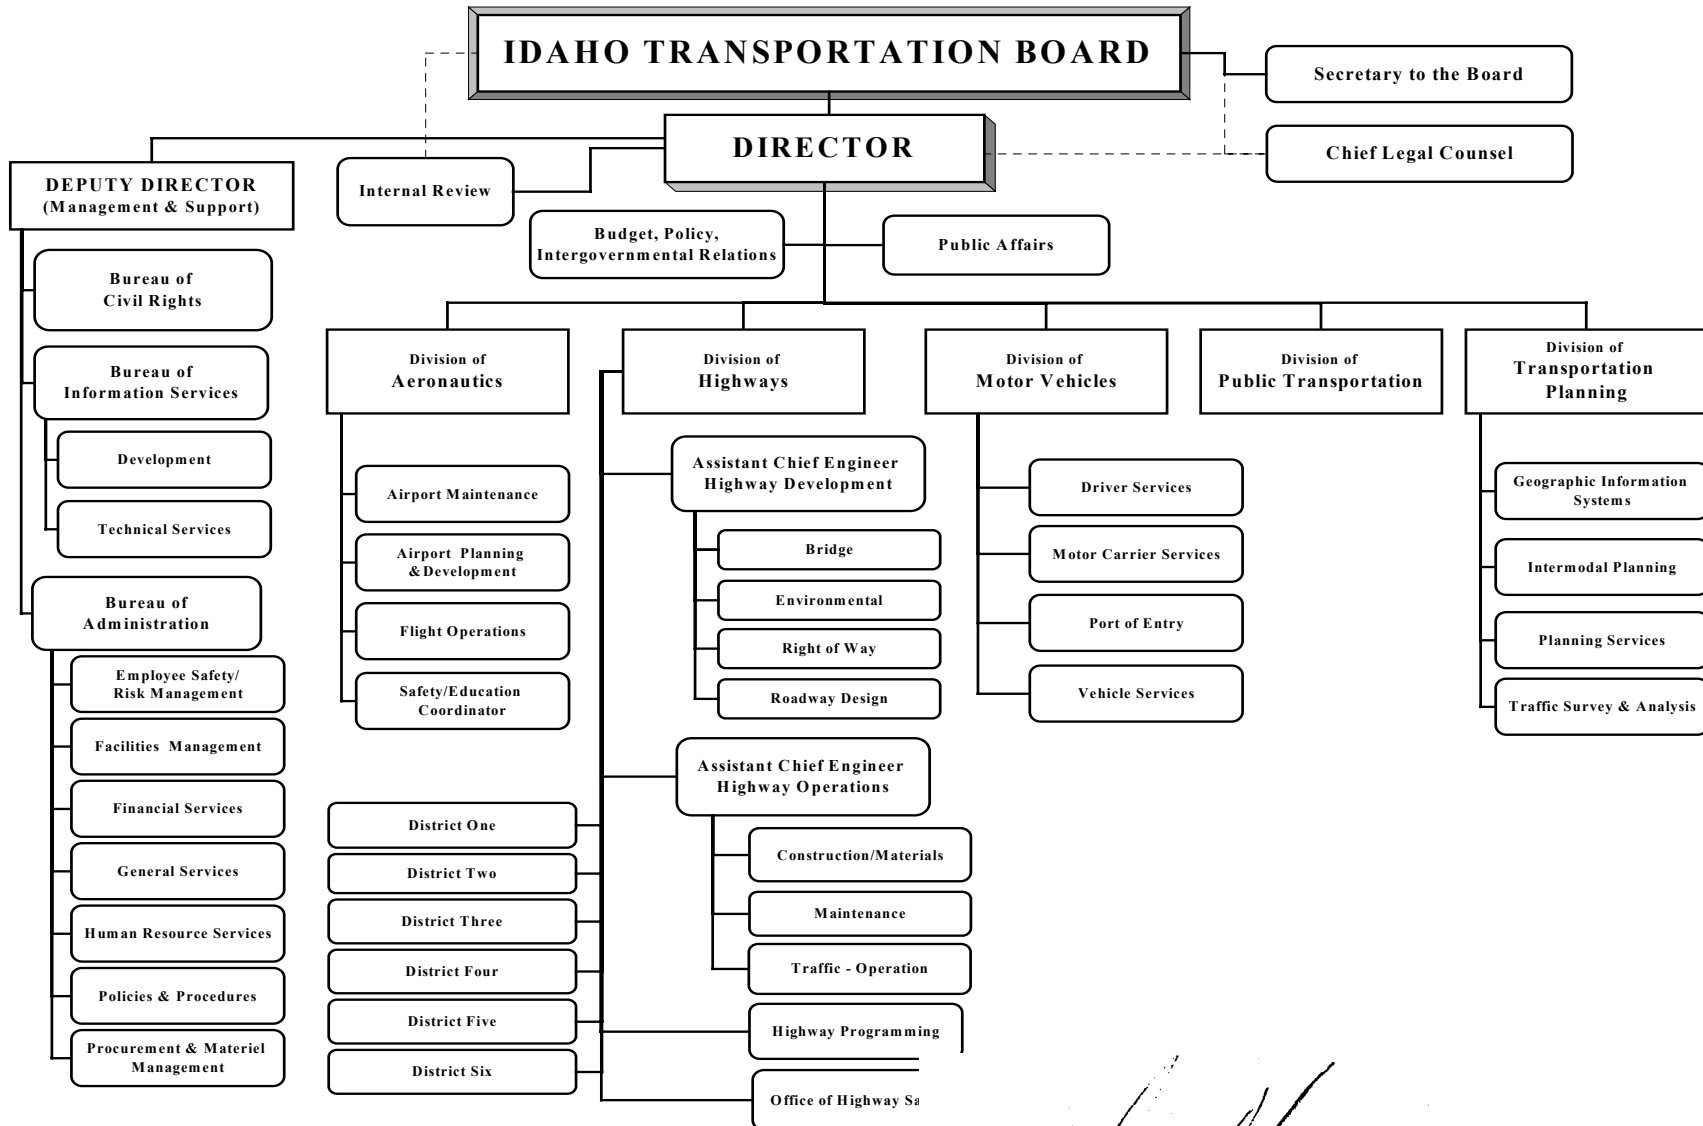 IDAHO TRANSPORTATION BOARD
Secretary to the Board
DIRECTOR
Chief Legal Counsel
DEPUTY DIRECTOR
(Management & Support)
Internal Review
Budget, Policy,
Intergovernmental Relations
Public Affairs
Bureau of
Civil Rights
Bureau of
Information Services
Development
Technical Services
Bureau of
Administration
Employee Safety/
Risk Management
Facilities Management
Financial Services
General Services
Human Resource Services
Policies & Procedures
Procurement & Materiel
Management
Division of
Aeronautics
Airport Maintenance
Airport Planning
&Development
Flight Operations
Safety/Education
Coordinator
Division of
Highways
Assistant Chief Engineer
Highway Development
Bridge
Environmental
Right of Way
Roadway Design
Assistant Chief Engineer
Highway Operations
Construction/Materials
Maintenance
Traffic - Operation
Highway Programming
Office of Highway Sa
District One
District Two
District Three
District Four
District Five
District Six
Division of
Motor Vehicles
Driver Services
Motor Carrier Services
Port of Entry
Vehicle Services
Division of
Public Transportation
Division of
Transportation
Planning
Geographic Information
Systems
Intermodal Planning
Planning Services
Traffic Survey & Analysis